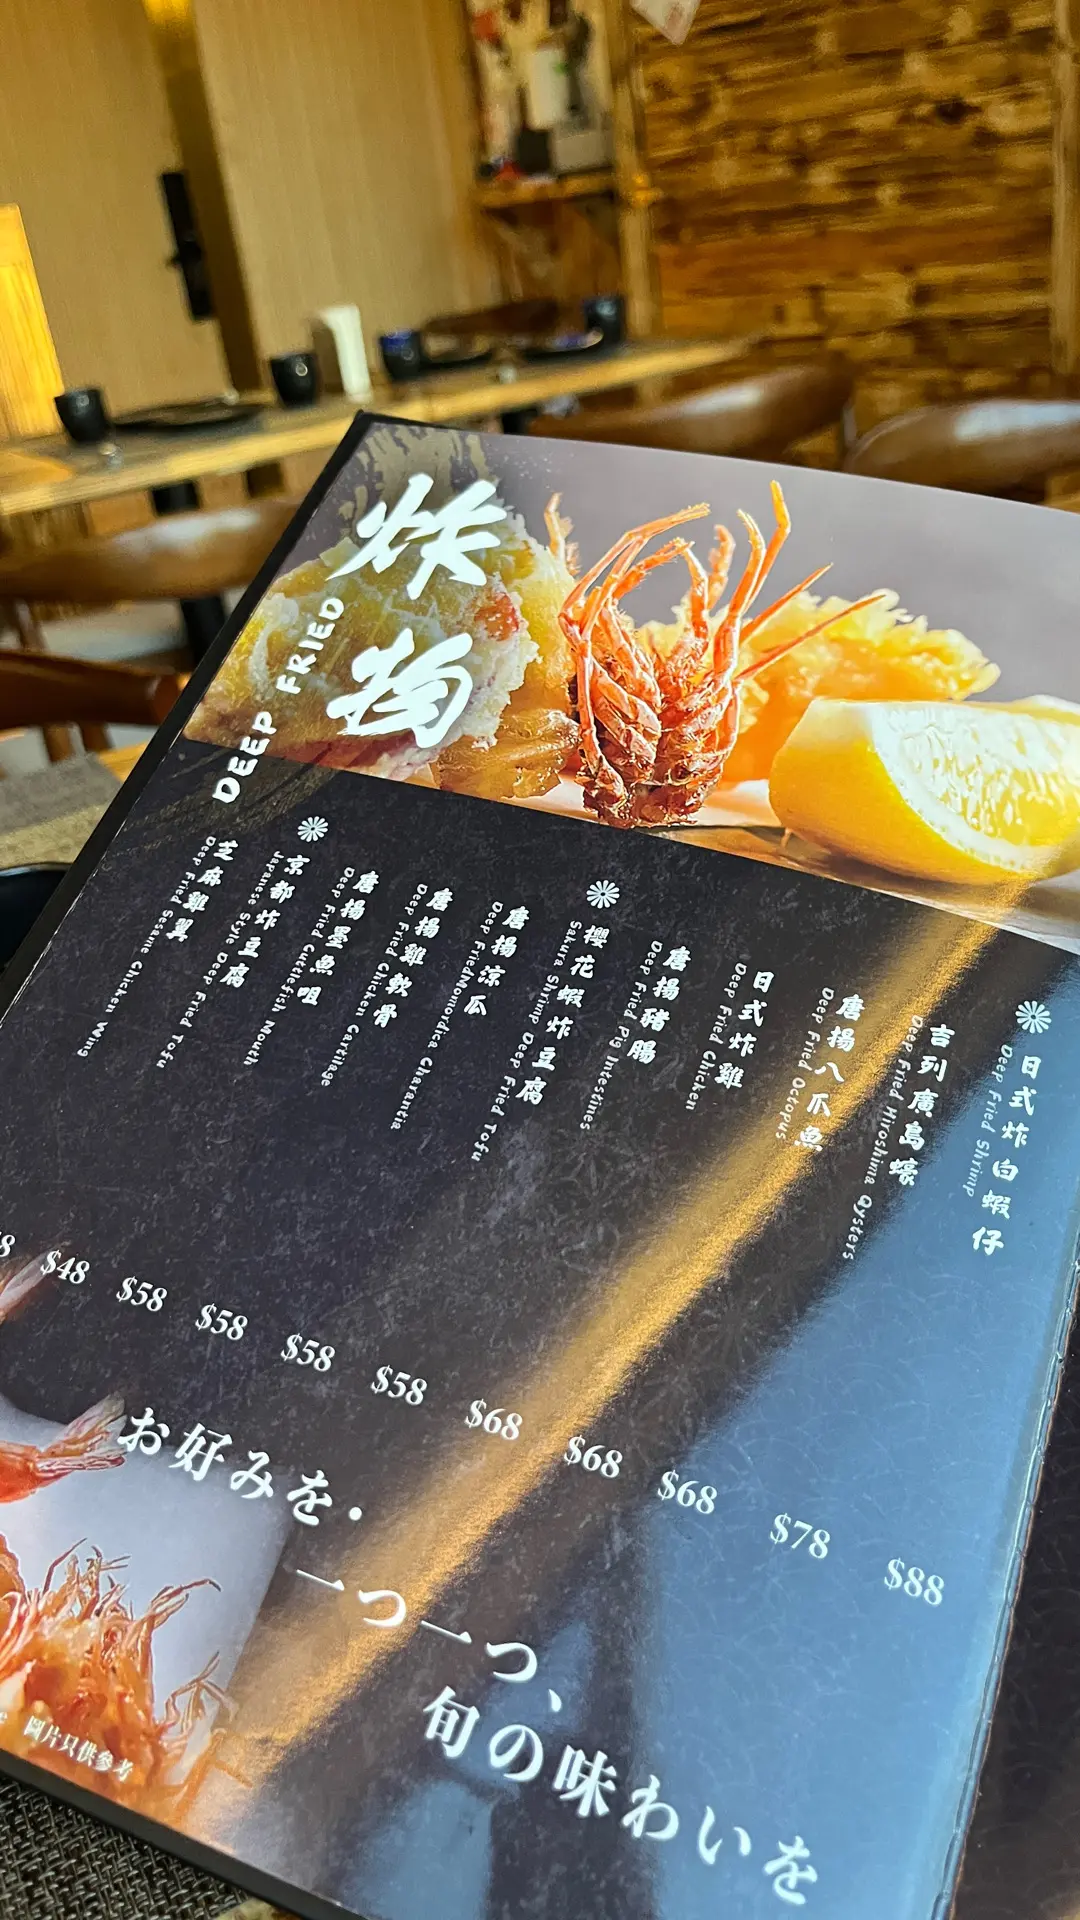 炸物
DEEP FRIED
日式炸白蝦仔
Deep Fried Shrimp
$88
吉列廣島蠔
Deep Fried Hiroshima Oysters
$78
唐揚八爪魚
Deep Fried Octopus
$68
日式炸雞
Deep Fried Chicken
$68
唐揚豬腸
Deep Fried Pig Intestines
$68
櫻花蝦炸豆腐
Sakura Shrimp Deep Fried Tofu
$58
唐揚涼瓜
Deep FriedMomordica Charantia
$58
唐揚雞軟骨
Deep Fried Chicken Cartilage
$58
唐揚墨魚咀
Deep Fried Cuttlefish Mouth
$58
京都炸豆腐
Japanese Style Deep Fried Tofu
$48
芝麻雞翼
Deep Fried Sesame Chicken Wing
お好みを・
一つ一つ、
旬の味わいを
圖片只供參考